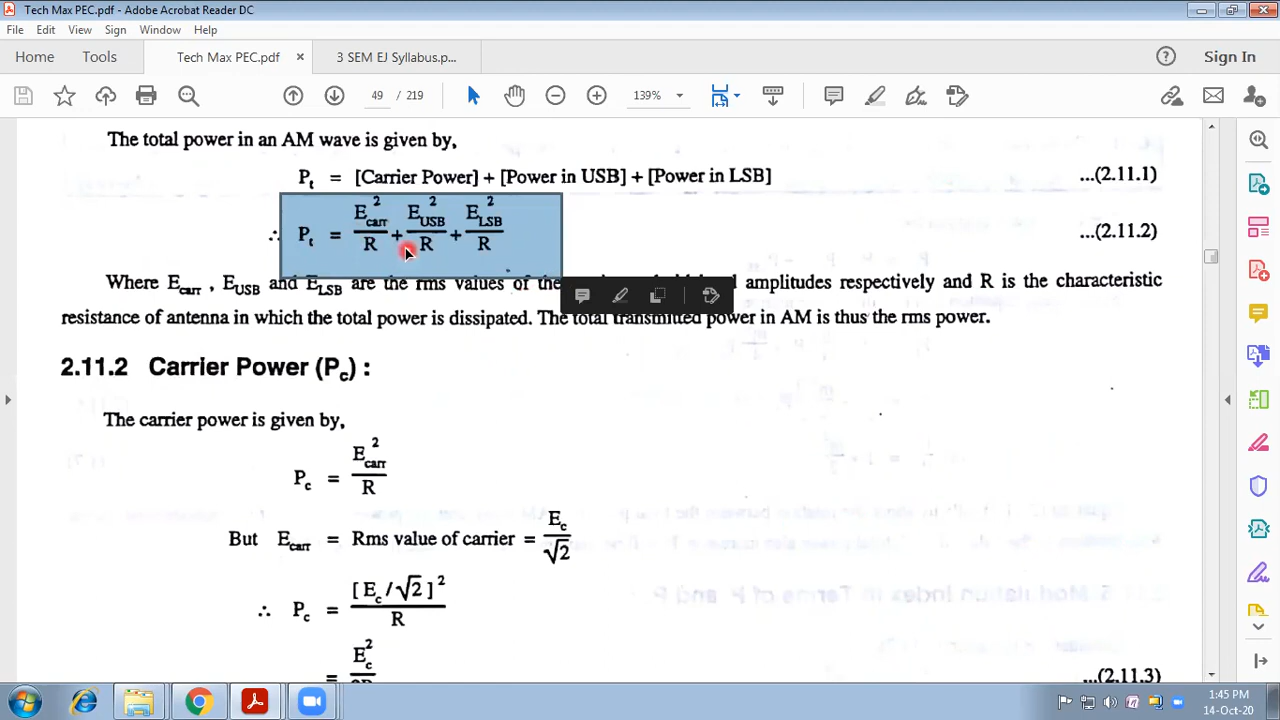 Tech Max PEC.pdf - Adobe Acrobat Reader DC
File Edit View Sign Window Help
Home Tools Tech Max PEC.pdf × 3 SEM EJ Syllabus.p... Sign In
49 / 219 139%
The total power in an AM wave is given by,
Pt = [Carrier Power] + [Power in USB] + [Power in LSB] ...(2.11.1)
∴ Pt = Ecarr²/R + EUSB²/R + ELSB²/R ...(2.11.2)
Where Ecarr , EUSB and ELSB are the rms values of the amplitudes respectively and R is the characteristic
resistance of antenna in which the total power is dissipated. The total transmitted power in AM is thus the rms power.
2.11.2 Carrier Power (Pc) :
The carrier power is given by,
Pc = Ecarr²/R
But Ecarr = Rms value of carrier = Ec/√2
∴ Pc = [ Ec / √2 ]²/R
= Ec²/2R ...(2.11.3)
1:45 PM
14-Oct-20